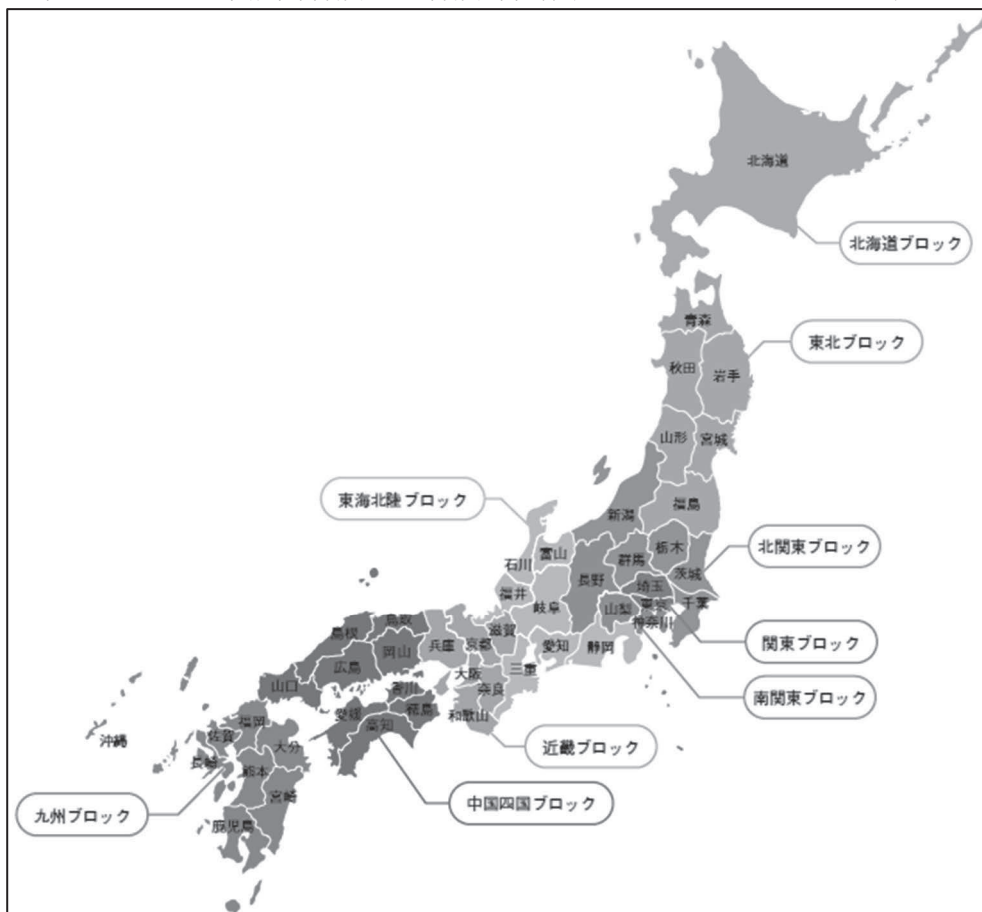 北海道
北海道ブロック
青森
東北ブロック
秋田
岩手
山形
宮城
東海北陸ブロック
新潟
福島
北関東ブロック
富山
石川
群馬
栃木
茨城
長野
埼玉
福井
岐阜
山梨
東京
千葉
神奈川
関東ブロック
滋賀
鳥取
島根
兵庫
京都
愛知
静岡
岡山
広島
大阪
三重
南関東ブロック
山口
香川
奈良
愛媛
徳島
和歌山
高知
福岡
佐賀
大分
沖縄
近畿ブロック
長崎
熊本
宮崎
中国四国ブロック
九州ブロック
鹿児島